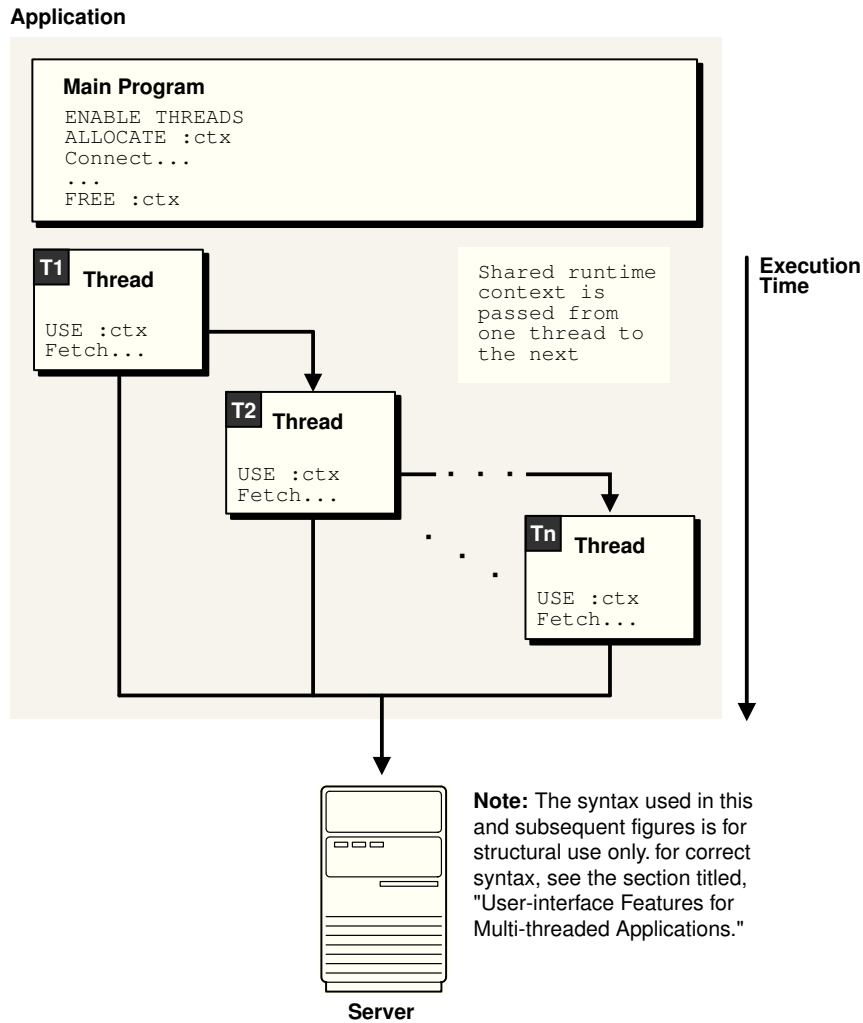 Application
Main Program
ENABLE THREADS
ALLOCATE :ctx
Connect...
...
FREE :ctx
T1
Thread
USE :ctx
Fetch...
Shared runtime
context is
passed from
one thread to
the next
Execution
Time
T2
Thread
USE :ctx
Fetch...
. . .
Tn
Thread
USE :ctx
Fetch...
Server
Note: The syntax used in this
and subsequent figures is for
structural use only. for correct
syntax, see the section titled,
"User-interface Features for
Multi-threaded Applications."